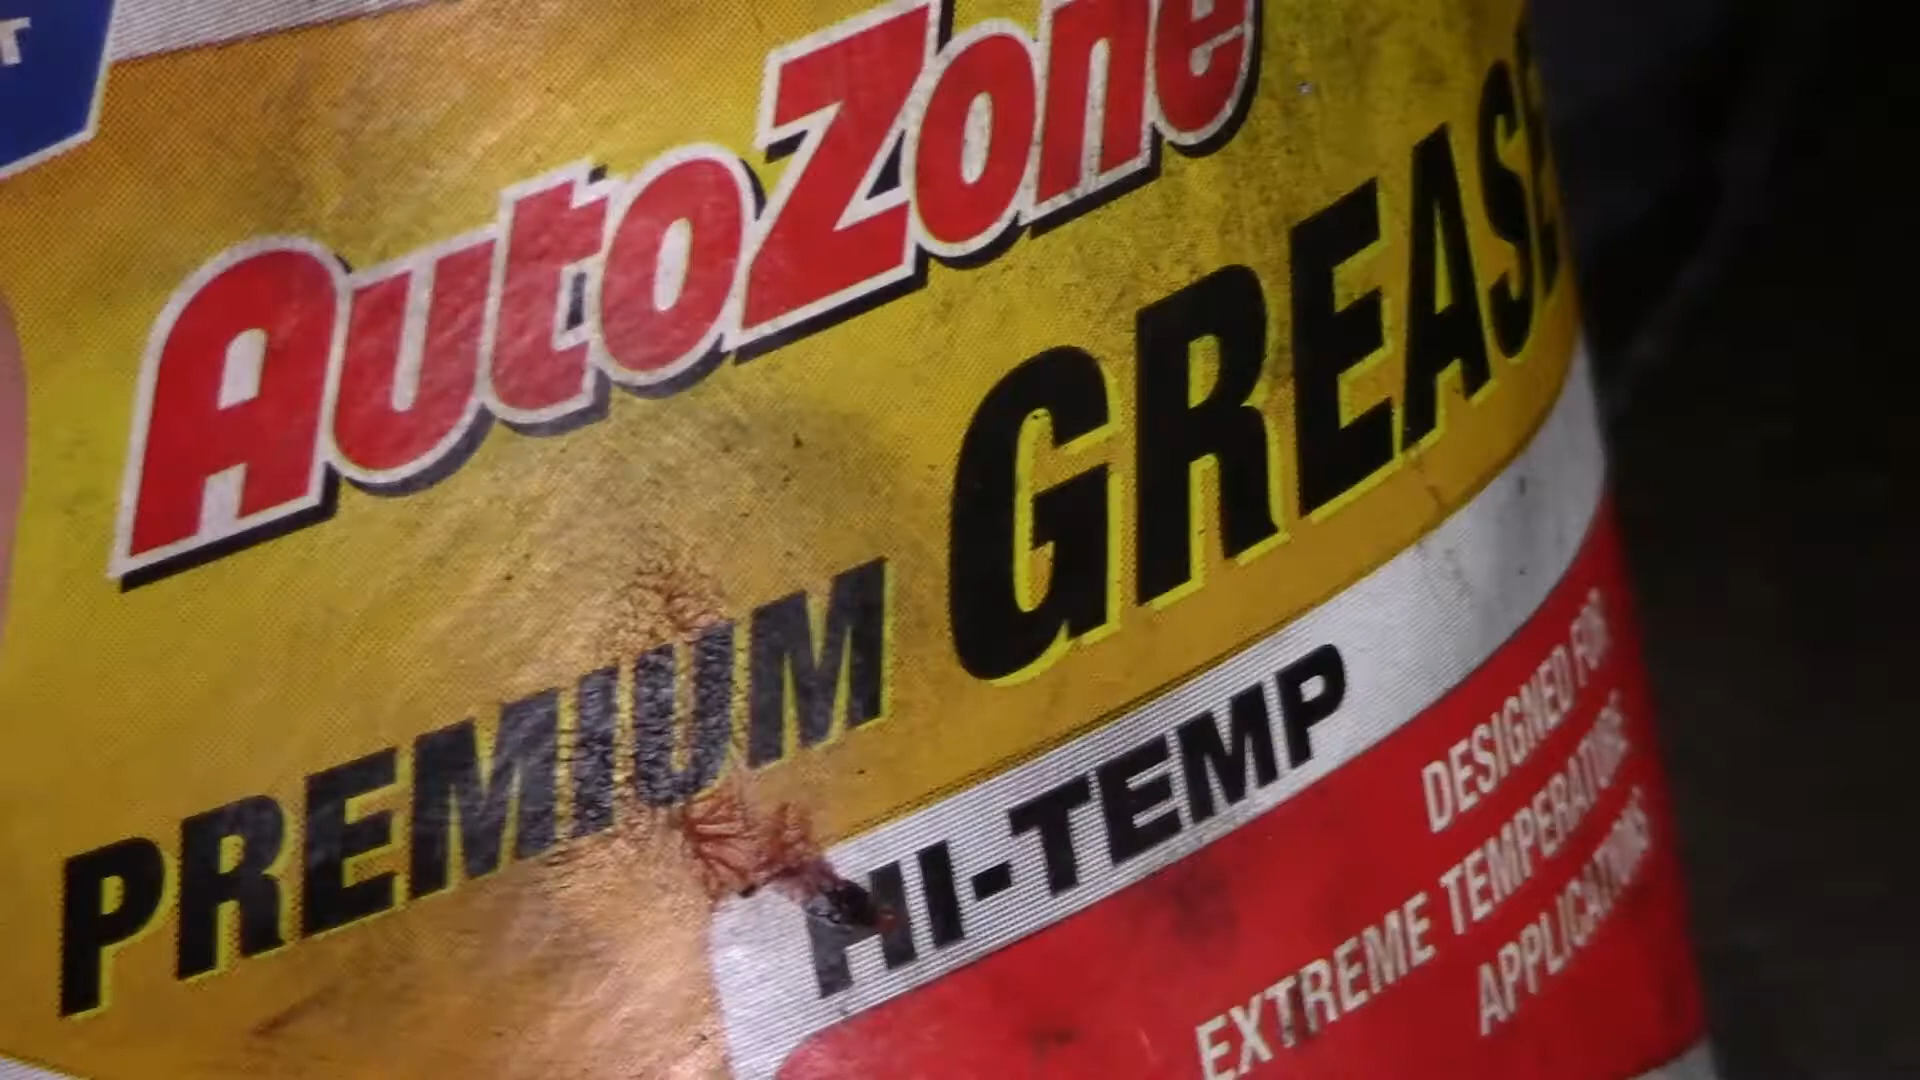 AutoZone
PREMIUM GREASE
HI-TEMP
DESIGNED FOR
EXTREME TEMPERATURE
APPLICATIONS